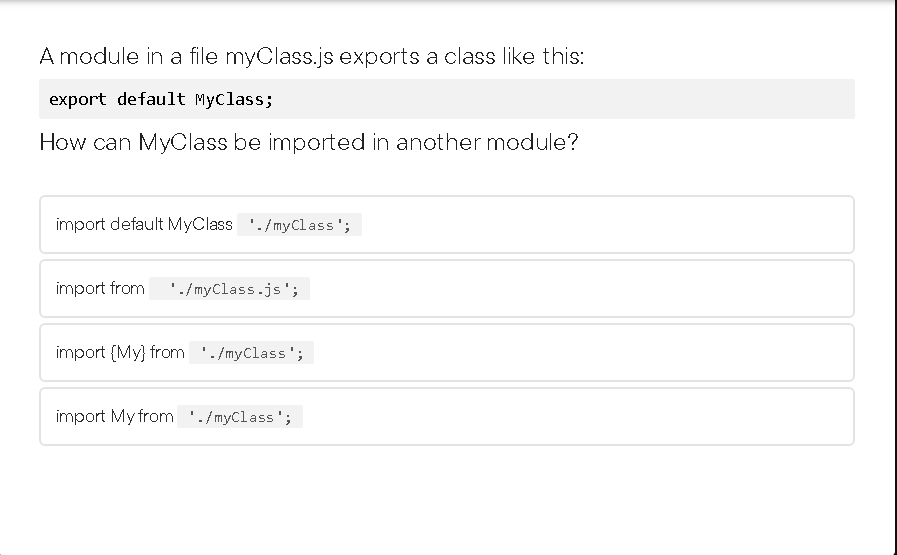 A module in a file myClass.js exports a class like this:
export default MyClass;
How can MyClass be imported in another module?
import default MyClass './myClass';
import from './myClass.js';
import {My} from './myClass';
import My from './myClass';